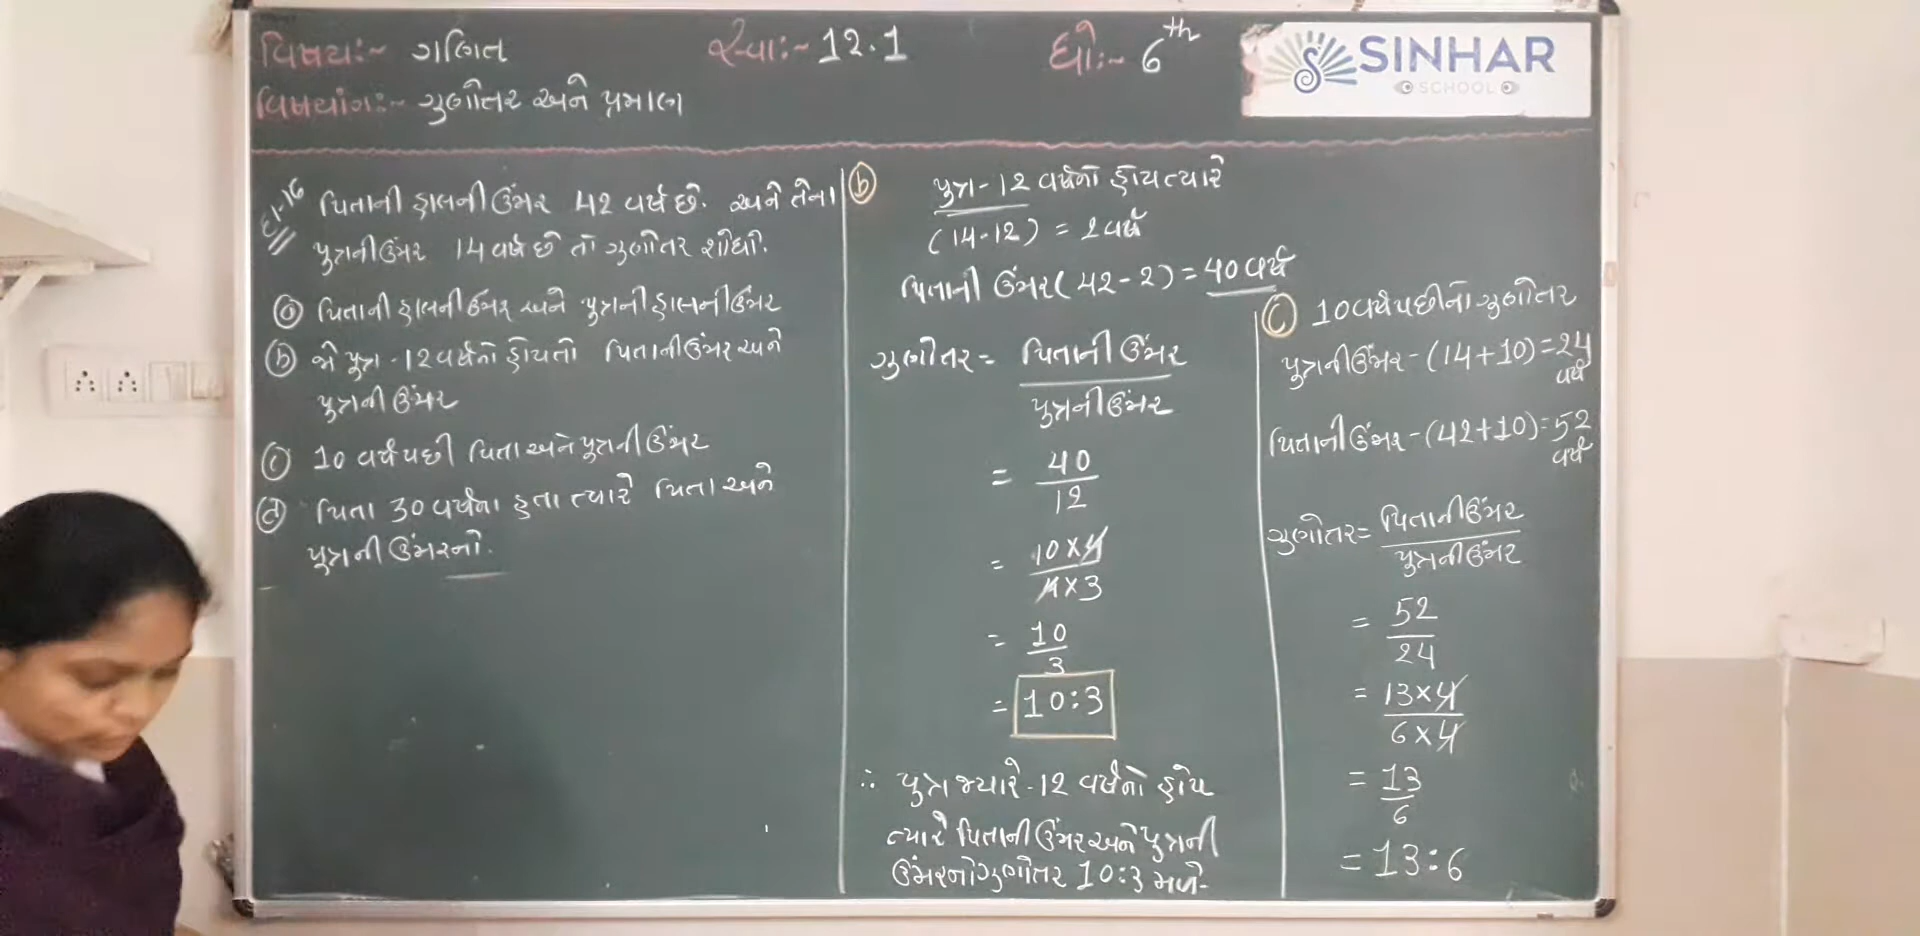 વિષય:- ગણિત
સ્વા:- 12.1
ધો:- 6th
SINHAR
SCHOOL
વિષયાંગ:- ગુણોતર અને પ્રમાણ
દા-16
પિતાની હાલની ઉંમર 42 વર્ષ છે. અને તેના
પુત્રની ઉંમર 14 વર્ષ છે તો ગુણોતર શોધો.
(a) પિતાની હાલની ઉંમર અને પુત્રની હાલની ઉંમર
(b) જો પુત્ર -12 વર્ષનો હોય તો પિતાની ઉંમર અને
પુત્રની ઉંમર
(c) 10 વર્ષ પછી પિતા અને પુત્રની ઉંમર
(d) પિતા 30 વર્ષના હતા ત્યારે પિતા અને
પુત્રની ઉંમરનો.
(b) પુત્ર - 12 વર્ષનો હોય ત્યારે
(14-12) = 2 વર્ષ
પિતાની ઉંમર (42-2) = 40 વર્ષ
ગુણોતર = પિતાની ઉંમર
પુત્રની ઉંમર
= 40
12
= 10×4
4×3
= 10
3
= 10:3
∴ પુત્ર જ્યારે -12 વર્ષનો હોય
ત્યારે પિતાની ઉંમર અને પુત્રની
ઉંમરનો ગુણોતર 10:3 મળે-
(c) 10 વર્ષ પછીનો ગુણોતર
પુત્રની ઉંમર - (14+10) = 24
વર્ષ
પિતાની ઉંમર - (42+10) = 52
વર્ષ
ગુણોતર = પિતાની ઉંમર
પુત્રની ઉંમર
= 52
24
= 13×4
6×4
= 13
6
= 13:6